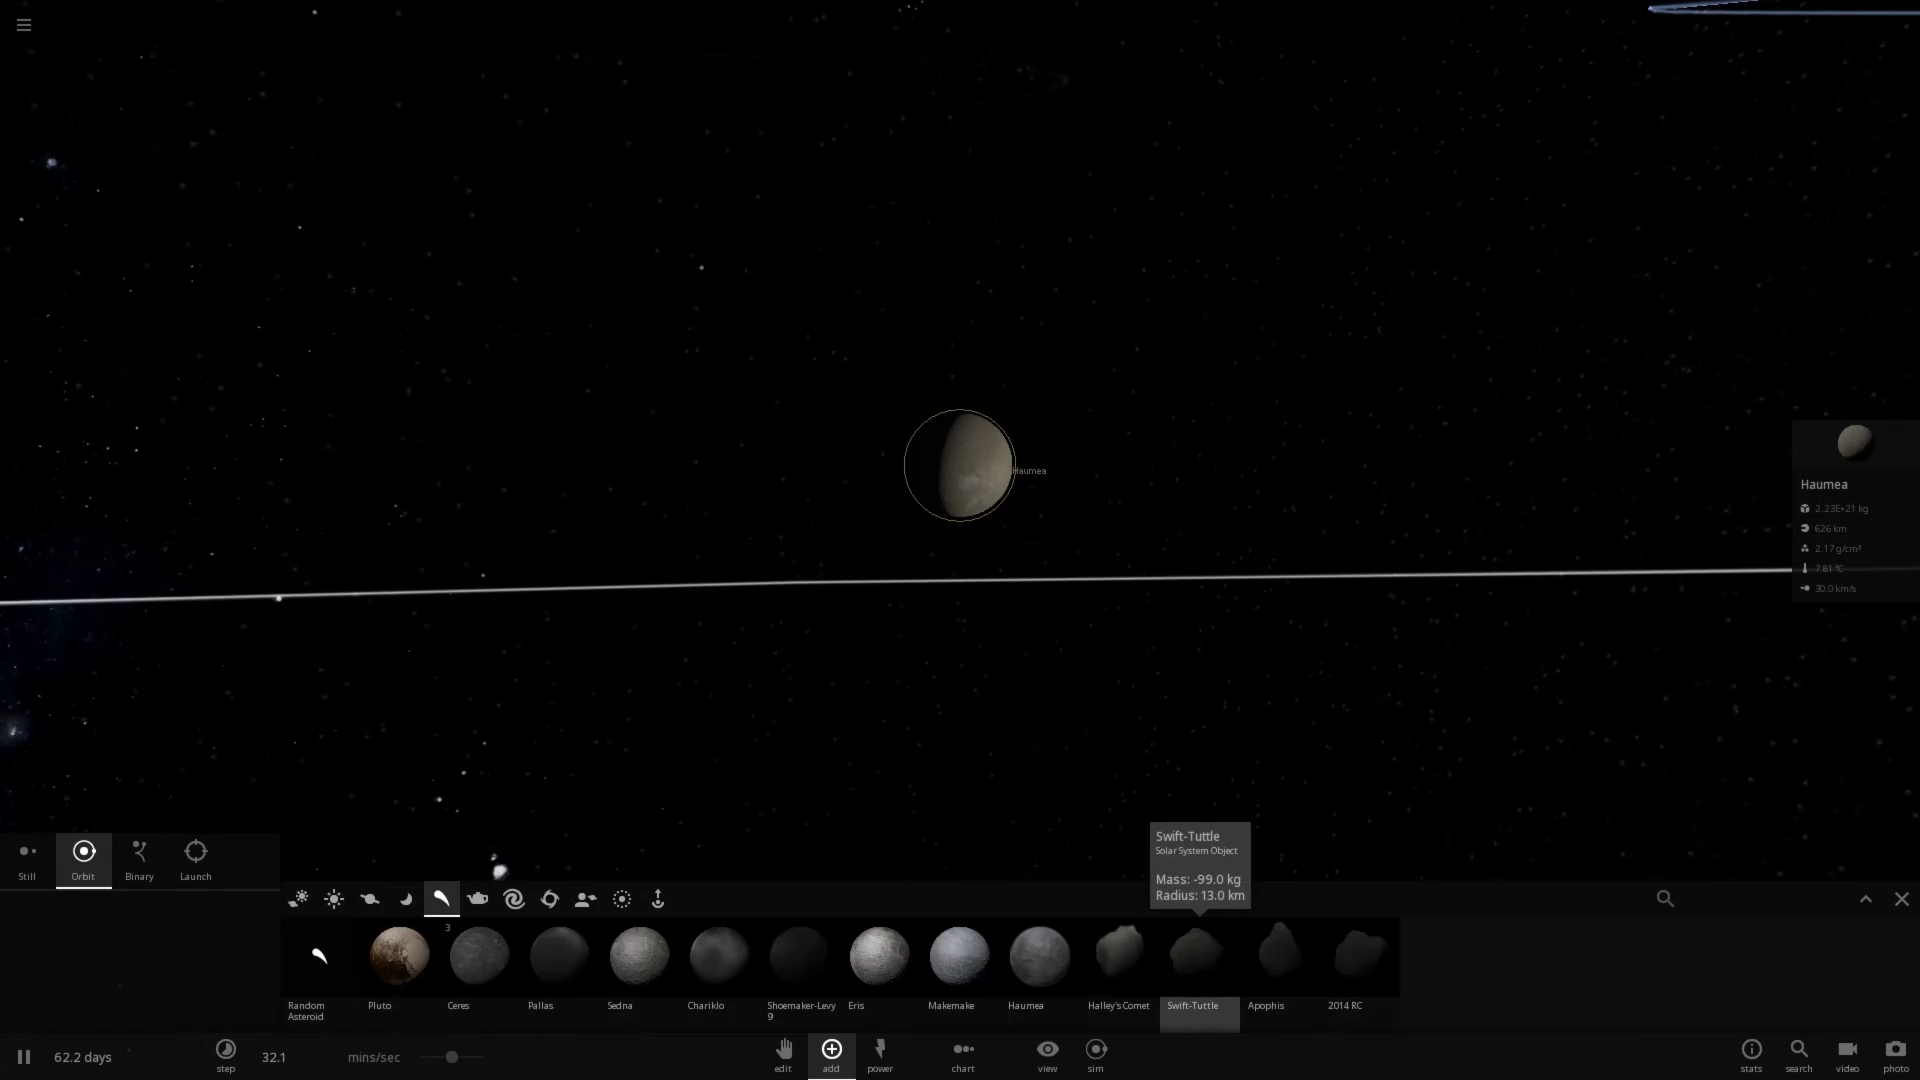 Haumea
Haumea
2.23E+21 kg
626 km
2.17 g/cm³
7.81 °C
30.0 km/s
Swift-Tuttle
Solar System Object
Mass: -99.0 kg
Radius: 13.0 km
Still
Orbit
Binary
Launch
3
Random
Asteroid
Pluto
Ceres
Pallas
Sedna
Chariklo
Shoemaker-Levy
9
Eris
Makemake
Haumea
Halley's Comet
Swift-Tuttle
Apophis
2014 RC
62.2 days
step
32.1
mins/sec
edit
add
power
chart
view
sim
stats
search
video
photo